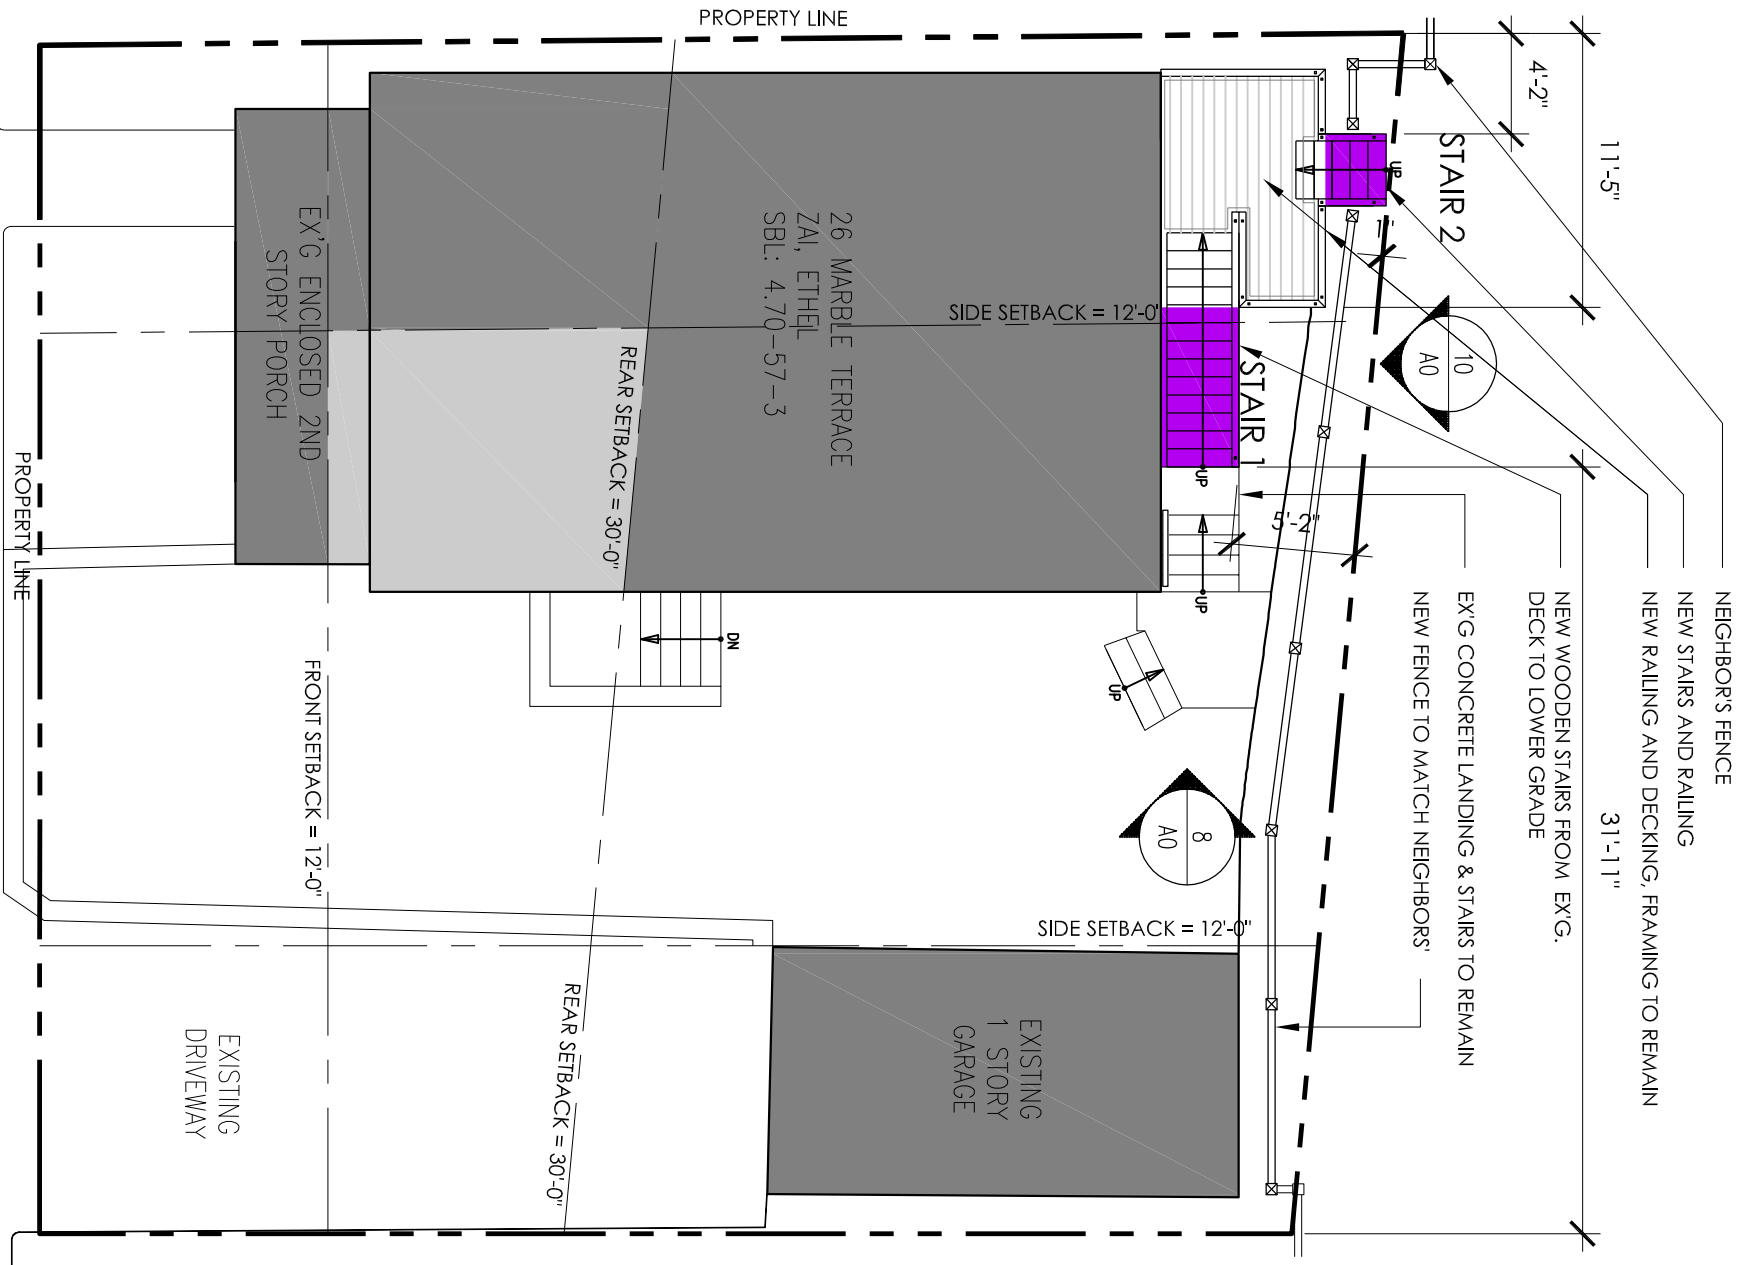 PROPERTY LINE
4'-2"
11'-5"
STAIR 2
UP
1"
10
A0
26 MARBLE TERRACE
ZAI, ETHEL
SBL: 4.70-57-3
EX'G ENCLOSED 2ND
STORY PORCH
SIDE SETBACK = 12'-0"
REAR SETBACK = 30'-0"
STAIR 1
UP
5'-2"
UP
DN
UP
PROPERTY LINE
FRONT SETBACK = 12'-0"
8
A0
31'-11"
NEIGHBOR'S FENCE
NEW STAIRS AND RAILING
NEW RAILING AND DECKING, FRAMING TO REMAIN
NEW WOODEN STAIRS FROM EX'G.
DECK TO LOWER GRADE
EX'G CONCRETE LANDING & STAIRS TO REMAIN
NEW FENCE TO MATCH NEIGHBORS'
SIDE SETBACK = 12'-0"
REAR SETBACK = 30'-0"
EXISTING
1 STORY
GARAGE
EXISTING
DRIVEWAY